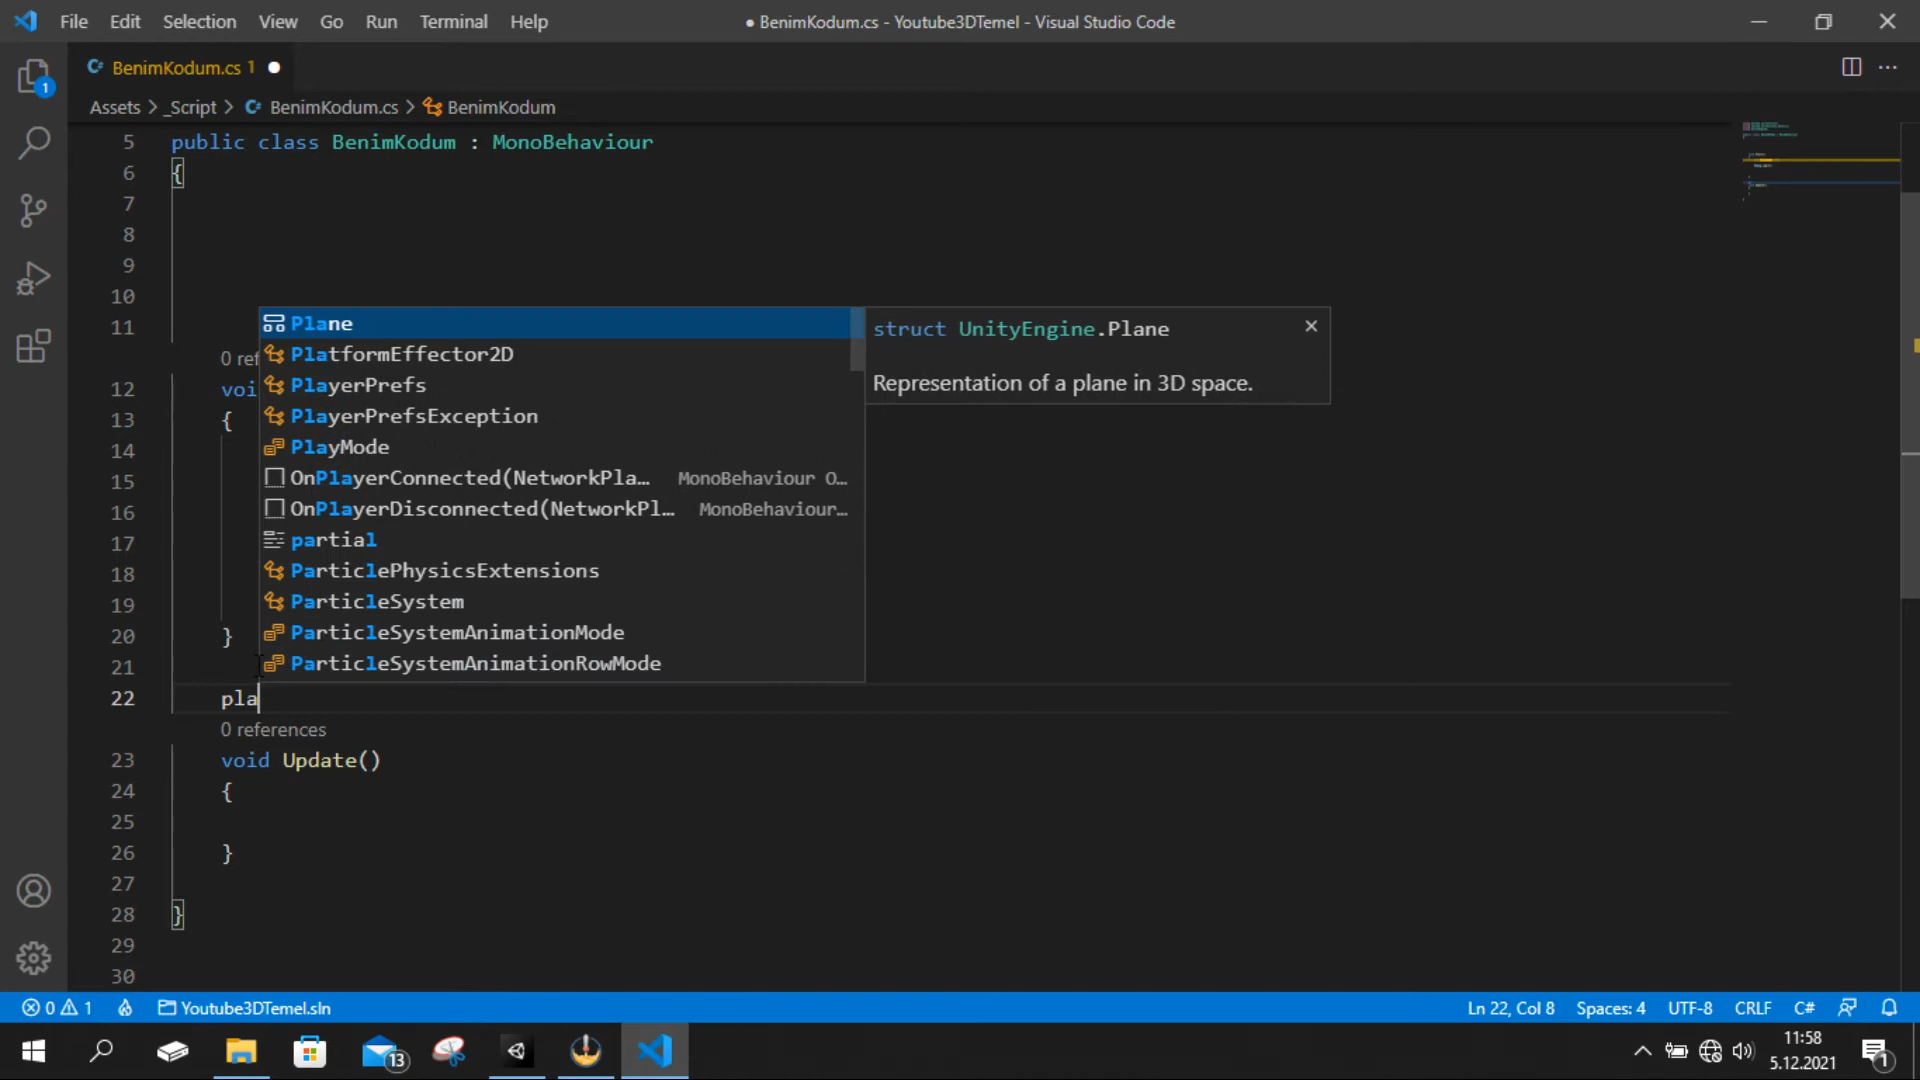 File Edit Selection View Go Run Terminal Help ● BenimKodum.cs - Youtube3DTemel - Visual Studio Code
BenimKodum.cs 1
Assets > _Script > BenimKodum.cs > BenimKodum
5 public class BenimKodum : MonoBehaviour
6 {
7
8
9
10
11
0 ref
12 voi
13 {
14
15
16
17
18
19
20 }
21
22 pla
Plane
PlatformEffector2D
PlayerPrefs
PlayerPrefsException
PlayMode
OnPlayerConnected(NetworkPla… MonoBehaviour O…
OnPlayerDisconnected(NetworkPl… MonoBehaviour…
partial
ParticlePhysicsExtensions
ParticleSystem
ParticleSystemAnimationMode
ParticleSystemAnimationRowMode
struct UnityEngine.Plane
Representation of a plane in 3D space.
0 references
23 void Update()
24 {
25
26 }
27
28 }
29
30
0 1 Youtube3DTemel.sln Ln 22, Col 8 Spaces: 4 UTF-8 CRLF C#
1
13
11:58
5.12.2021
1